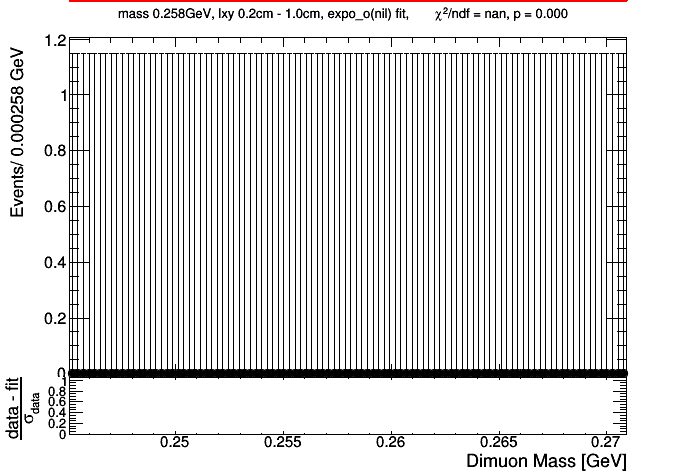 mass 0.258GeV, lxy 0.2cm - 1.0cm, expo_o(nil) fit, χ²/ndf = nan, p = 0.000
Events/ 0.000258 GeV
1.2
1
0.8
0.6
0.4
0.2
0
data - fit
σdata
1
0.8
0.6
0.4
0.2
0
0.25 0.255 0.26 0.265 0.27
Dimuon Mass [GeV]